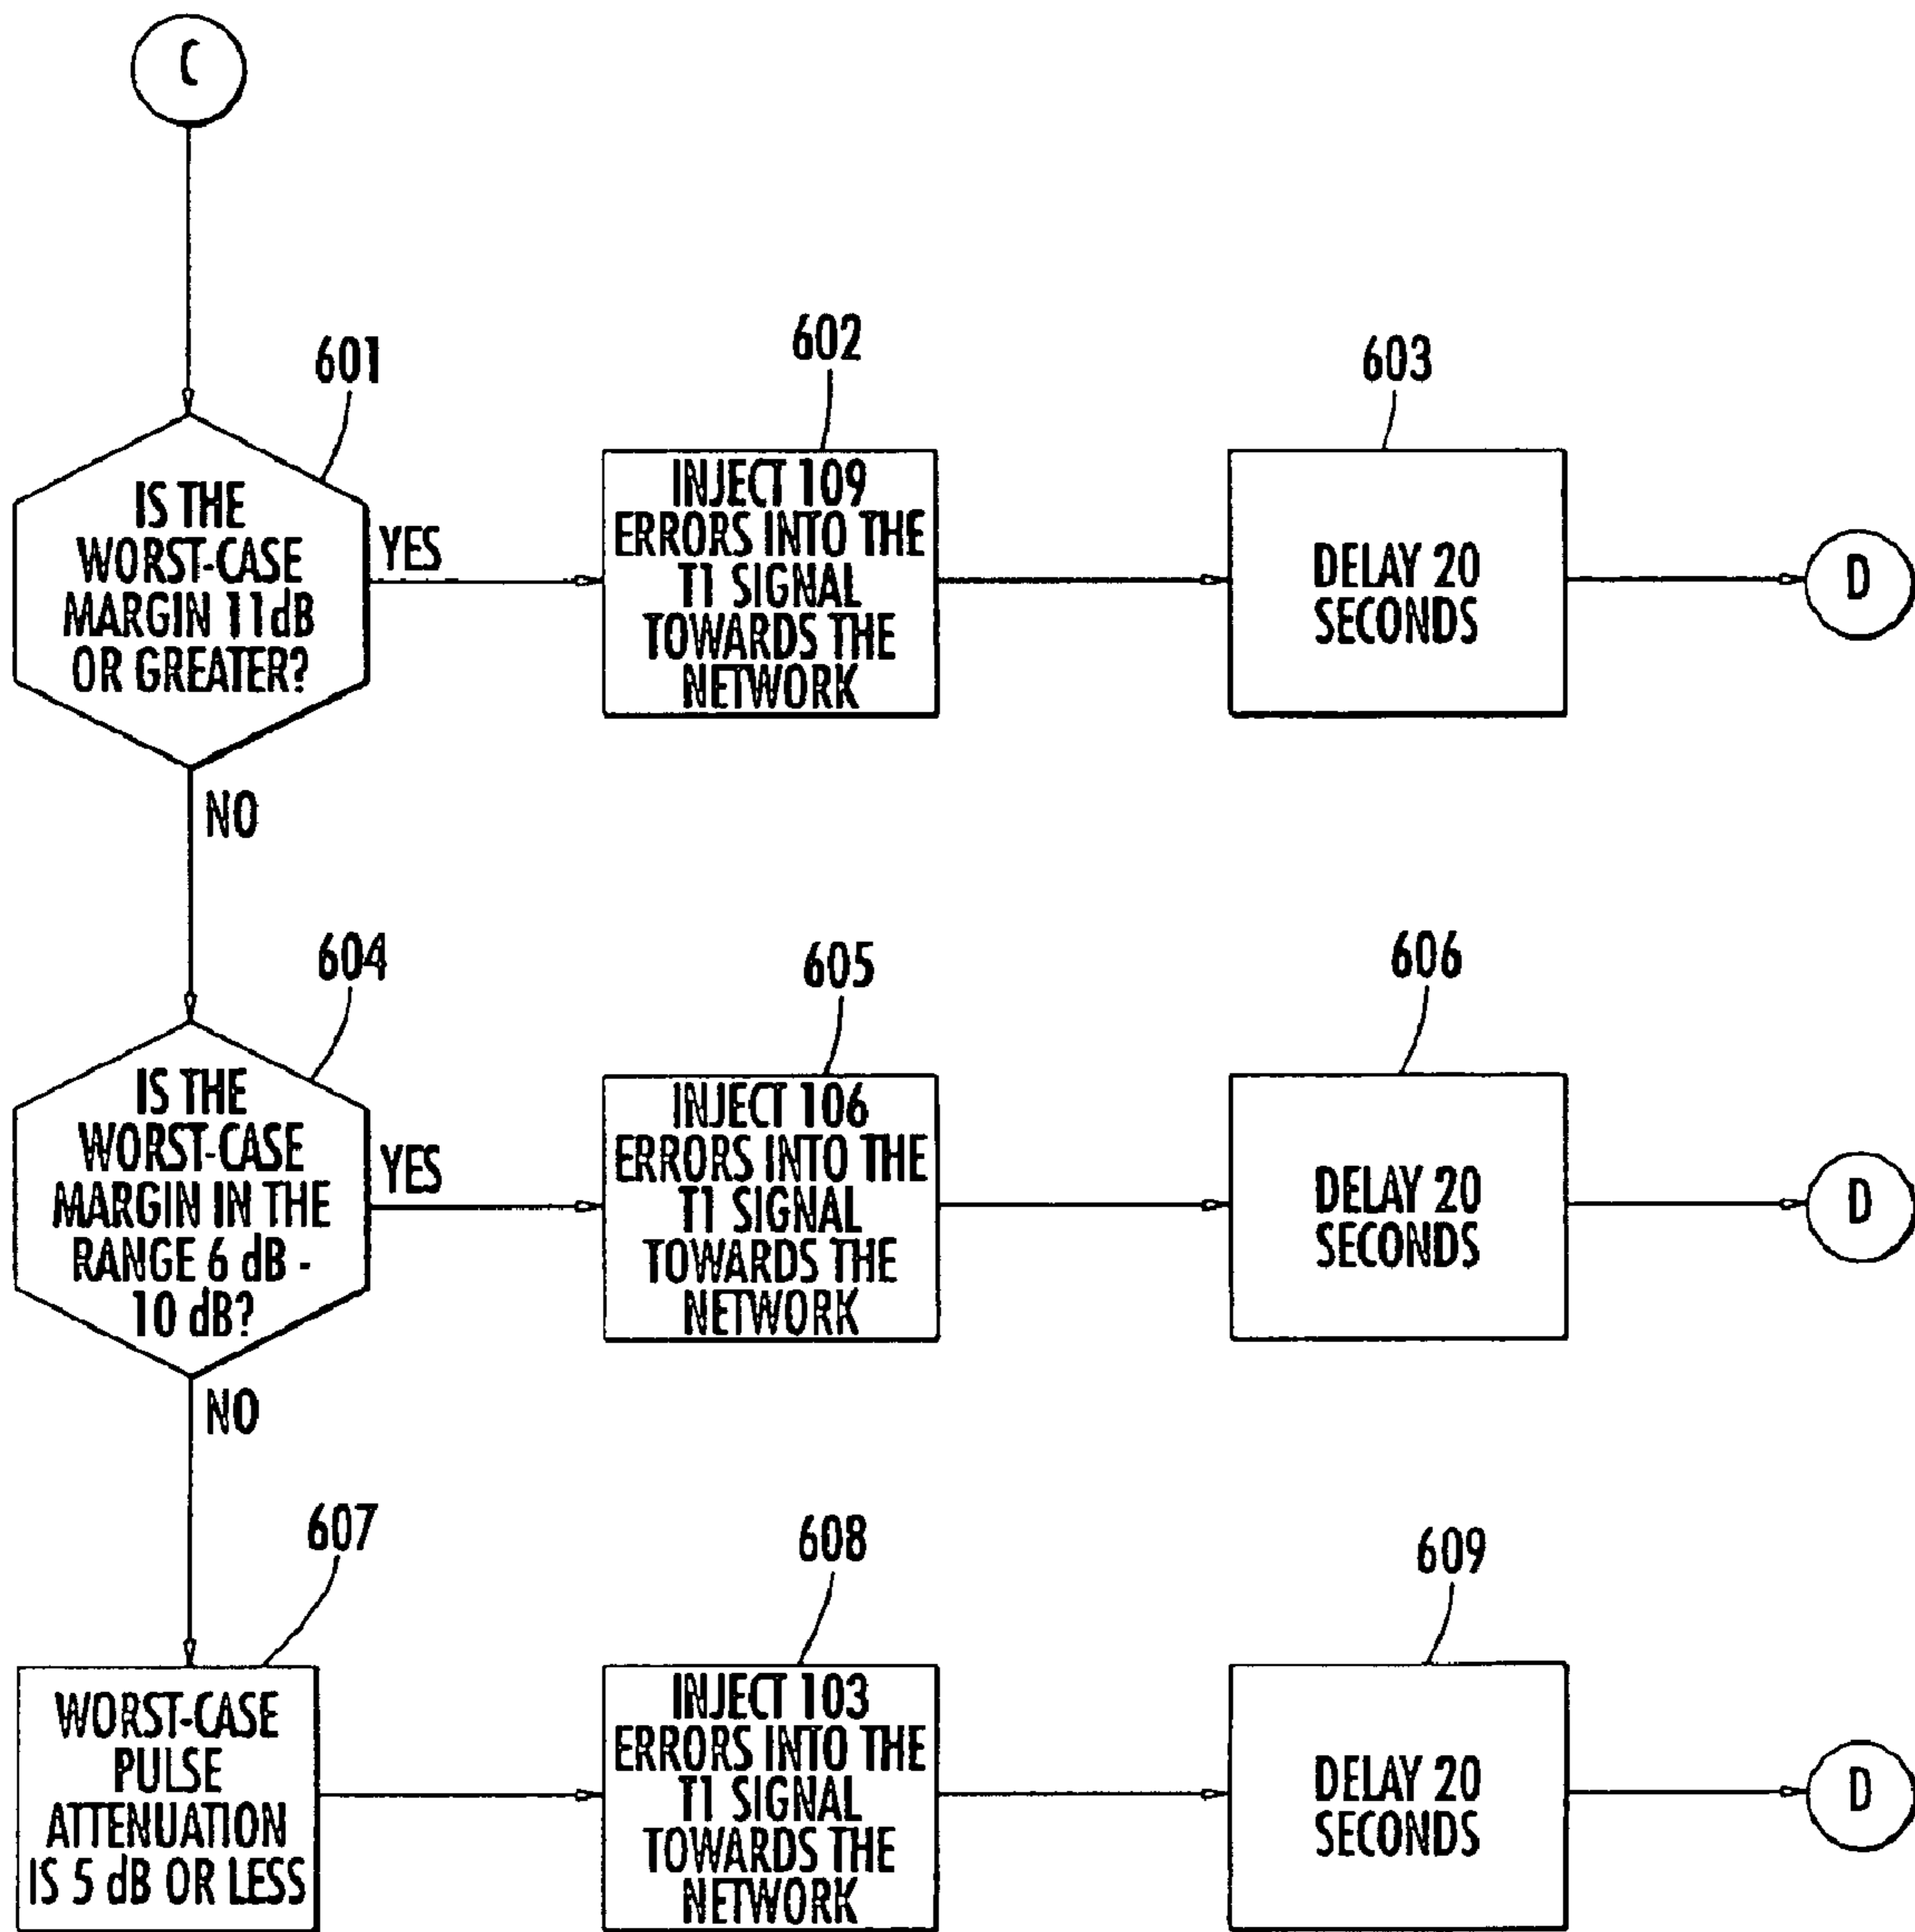 C
601
IS THE
WORST-CASE
MARGIN 11dB
OR GREATER?
YES
NO
602
INJECT 109
ERRORS INTO THE
T1 SIGNAL
TOWARDS THE
NETWORK
603
DELAY 20
SECONDS
D
604
IS THE
WORST-CASE
MARGIN IN THE
RANGE 6 dB -
10 dB?
YES
NO
605
INJECT 106
ERRORS INTO THE
T1 SIGNAL
TOWARDS THE
NETWORK
606
DELAY 20
SECONDS
D
607
WORST-CASE
PULSE
ATTENUATION
IS 5 dB OR LESS
608
INJECT 103
ERRORS INTO THE
T1 SIGNAL
TOWARDS THE
NETWORK
609
DELAY 20
SECONDS
D